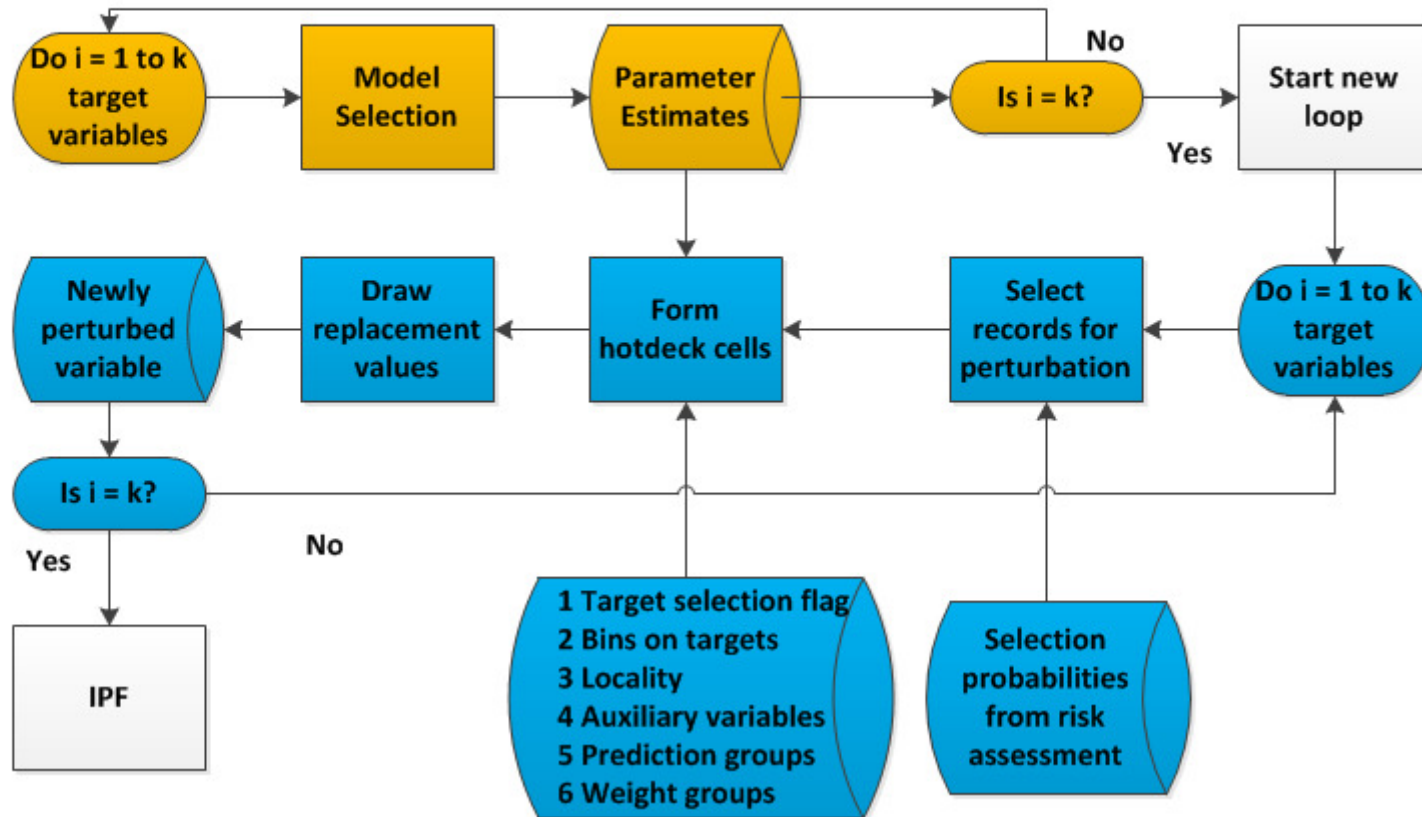 Do i = 1 to k
target
variables
Model
Selection
Parameter
Estimates
Is i = k?
No
Yes
Start new
loop
Newly
perturbed
variable
Draw
replacement
values
Form
hotdeck cells
Select
records for
perturbation
Do i = 1 to k
target
variables
Is i = k?
Yes
No
IPF
1 Target selection flag
2 Bins on targets
3 Locality
4 Auxiliary variables
5 Prediction groups
6 Weight groups
Selection
probabilities
from risk
assessment